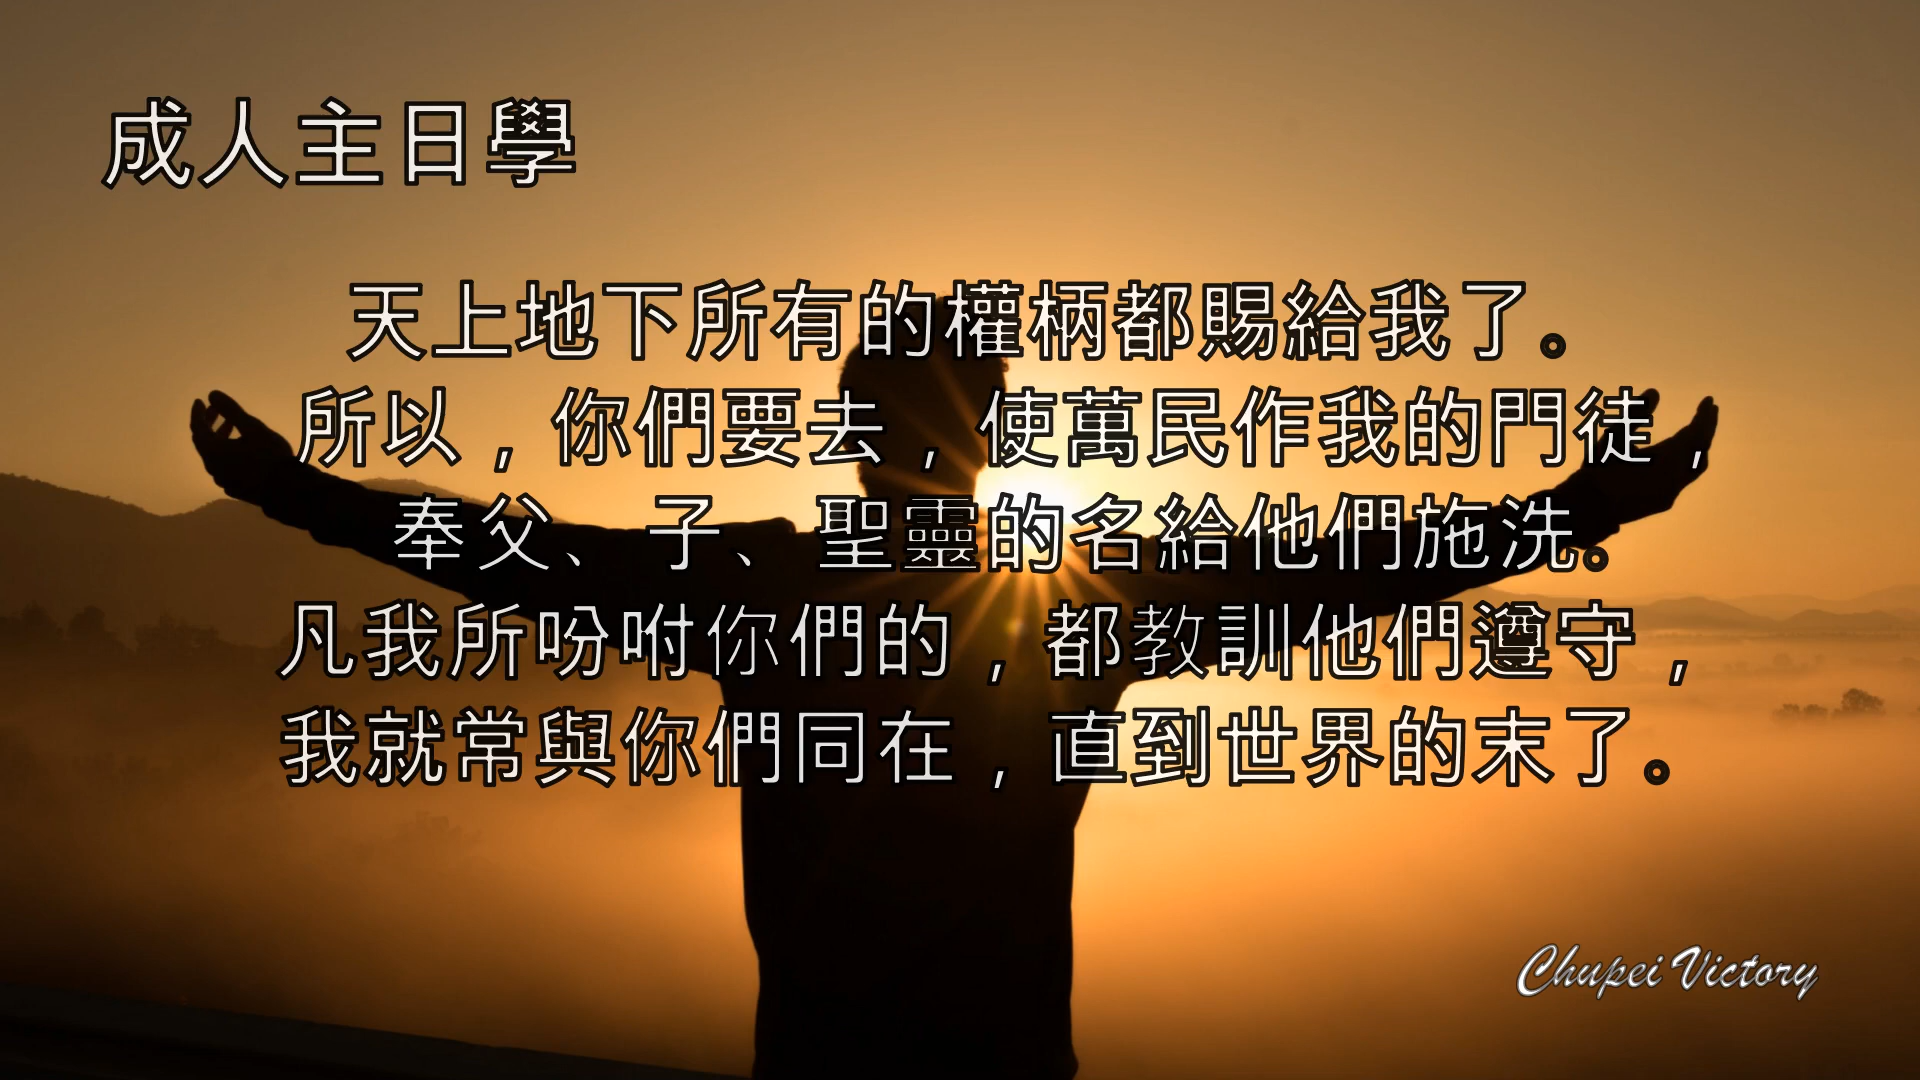 成人主日學
天上地下所有的權柄都賜給我了。
所以，你們要去，使萬民作我的門徒，
奉父、子、聖靈的名給他們施洗。
凡我所吩咐你們的，都教訓他們遵守，
我就常與你們同在，直到世界的末了。
Chupei Victory